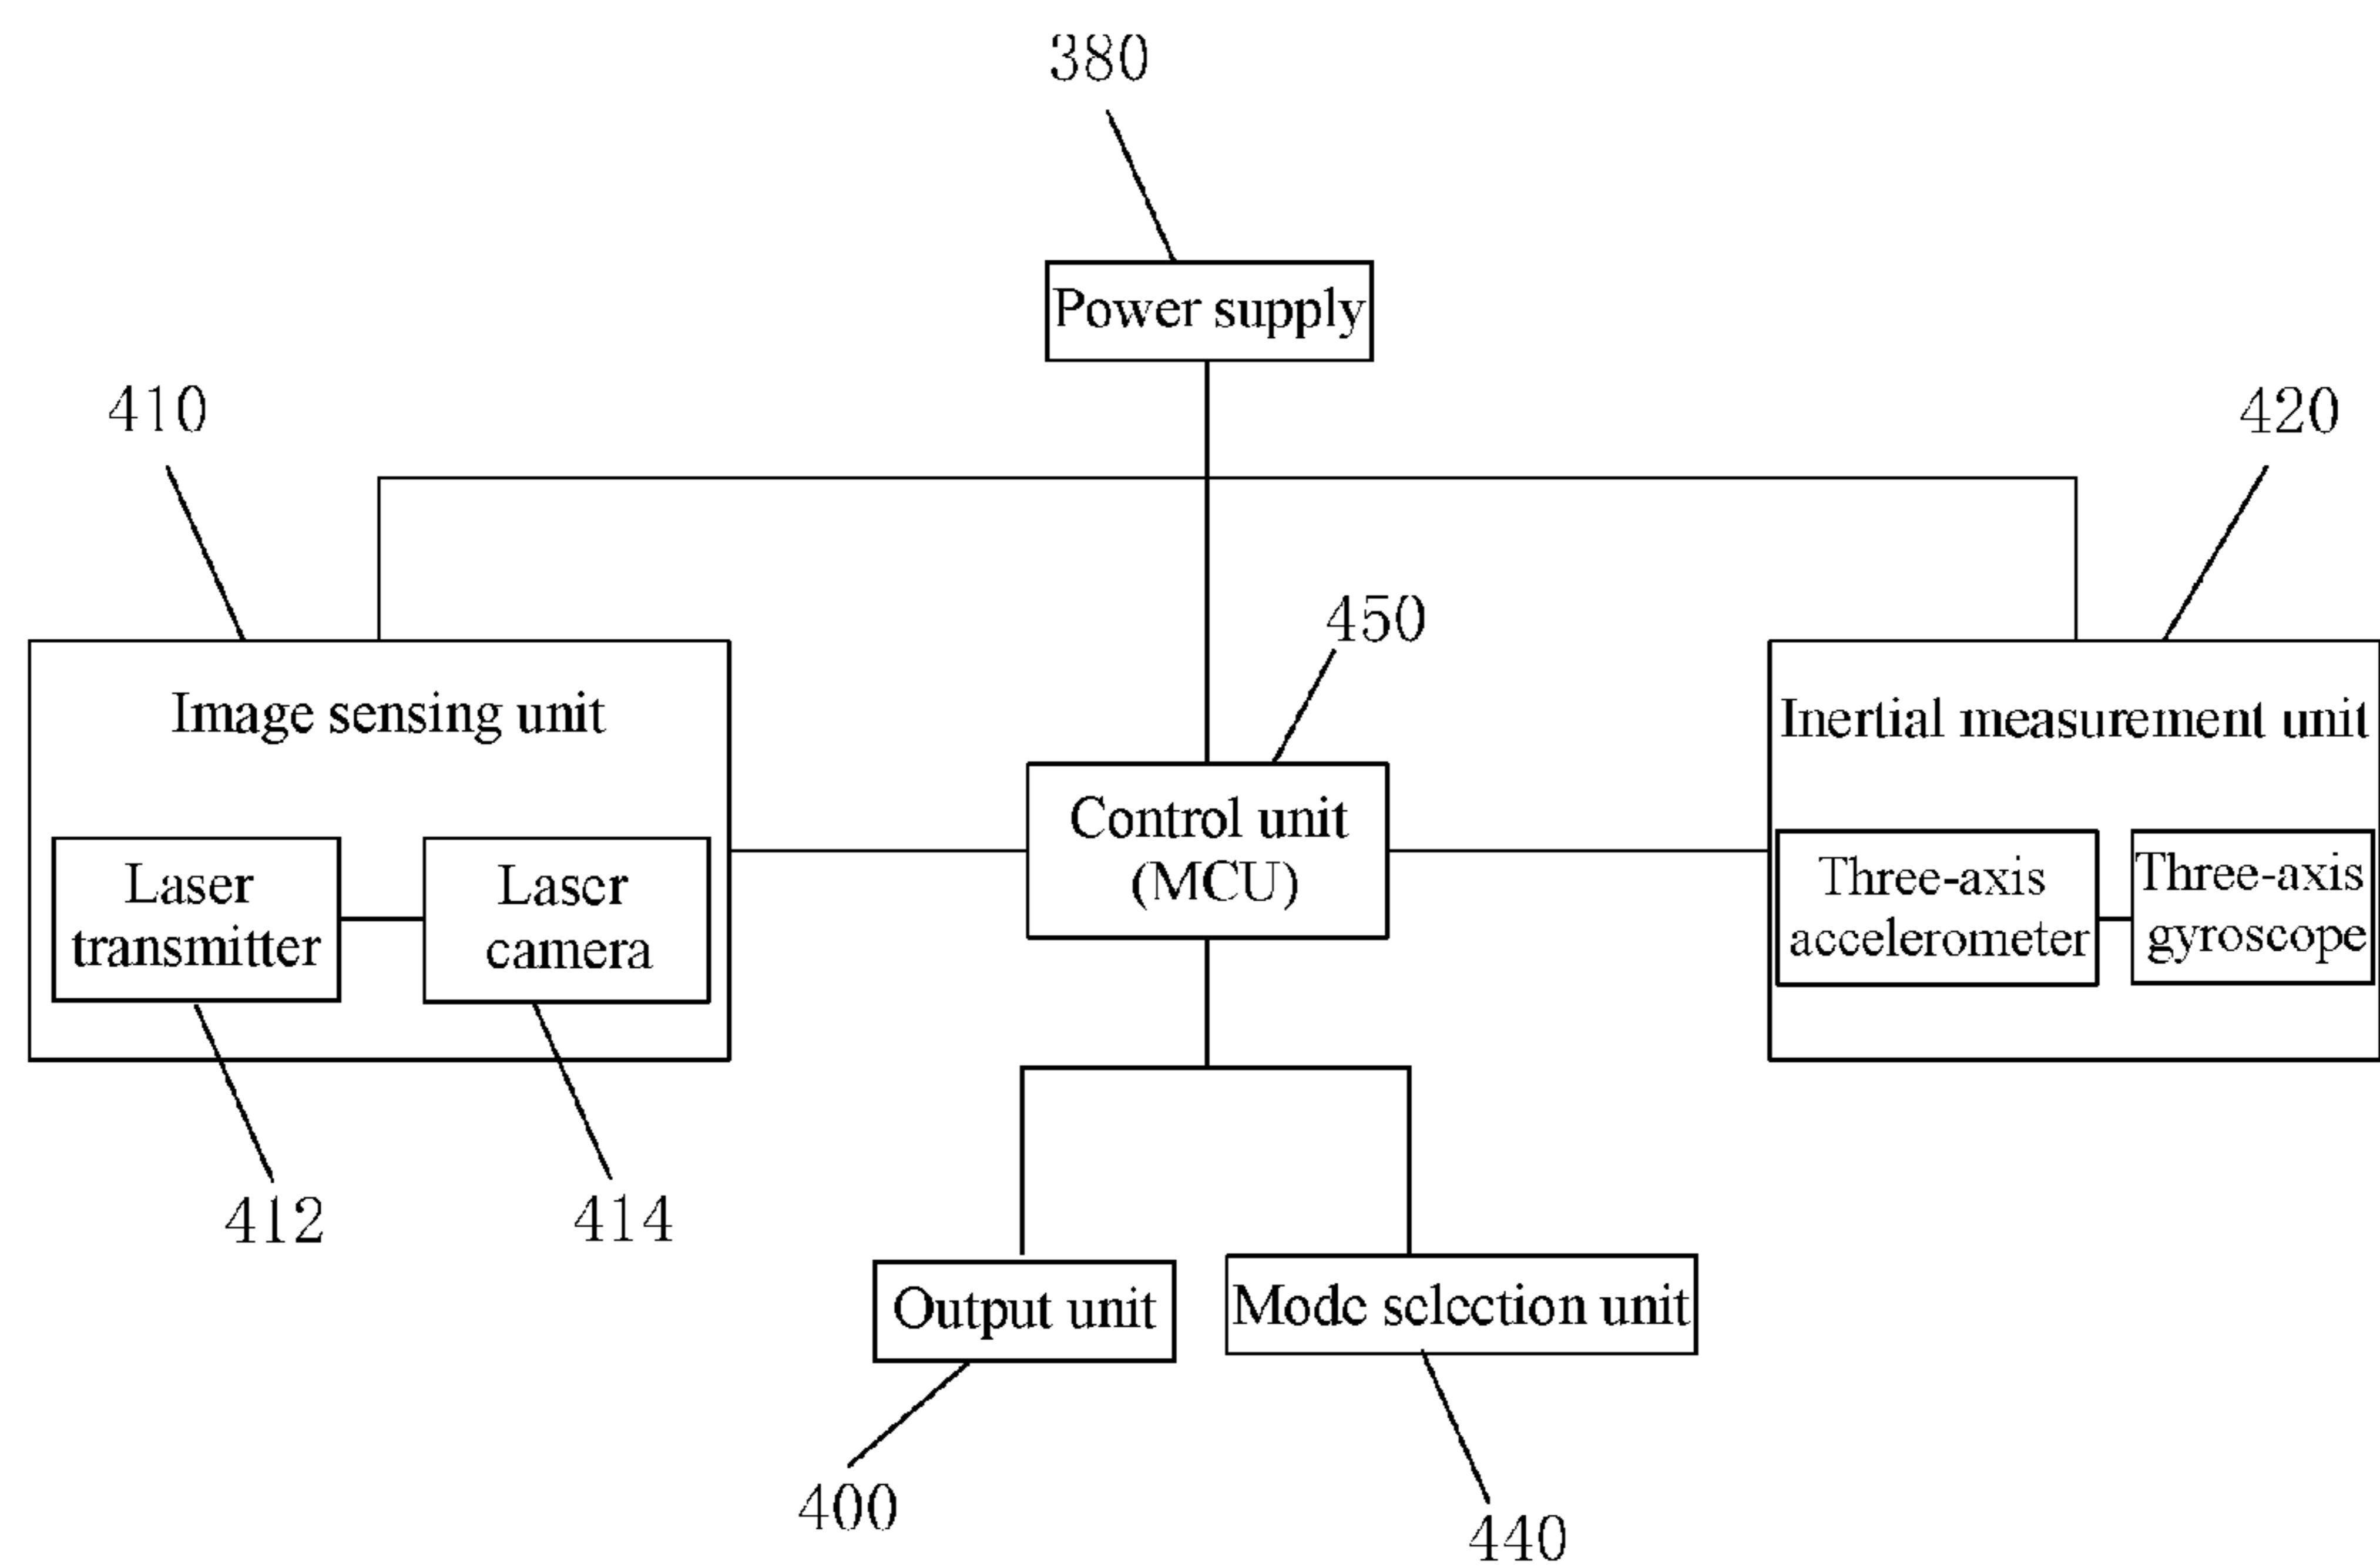 380
Power supply
410
420
450
Image sensing unit
Inertial measurement unit
Control unit
(MCU)
Laser
transmitter
Laser
camera
Three-axis
accelerometer
Three-axis
gyroscope
412
414
Output unit
Mode selection unit
400
440